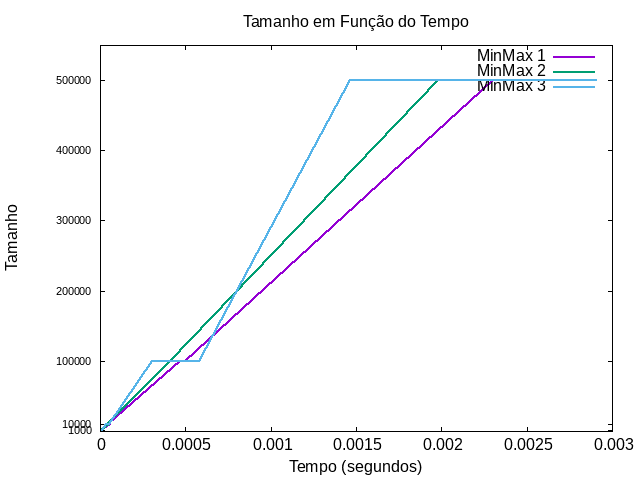 Tamanho em Função do Tempo
MinMax 1
MinMax 2
MinMax 3
500000
400000
300000
200000
100000
10000
1000
Tamanho
0 0.0005 0.001 0.0015 0.002 0.0025 0.003
Tempo (segundos)